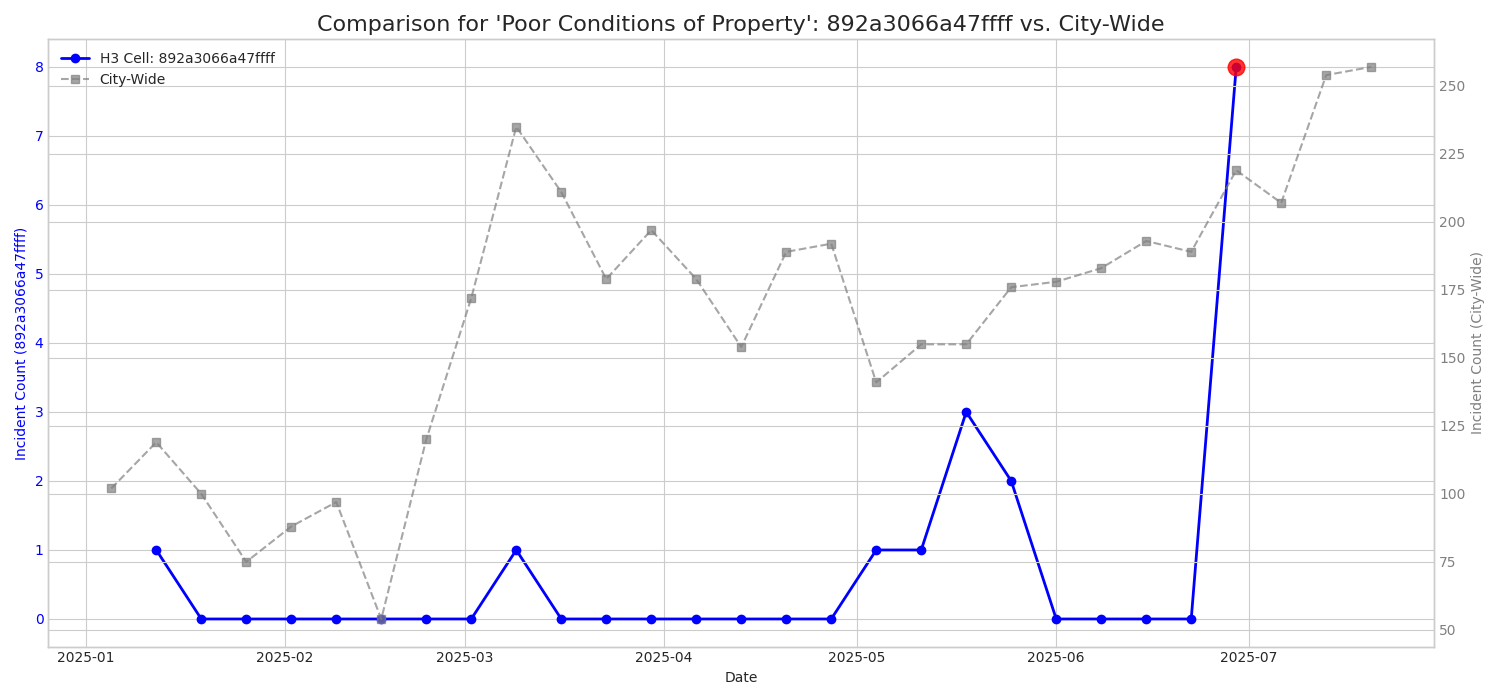 Comparison for 'Poor Conditions of Property': 892a3066a47ffff vs. City-Wide
H3 Cell: 892a3066a47ffff
City-Wide
Incident Count (892a3066a47ffff)
8
7
6
5
4
3
2
1
0
250
225
200
175
150
125
100
75
50
Incident Count (City-Wide)
2025-01 2025-02 2025-03 2025-04 2025-05 2025-06 2025-07
Date